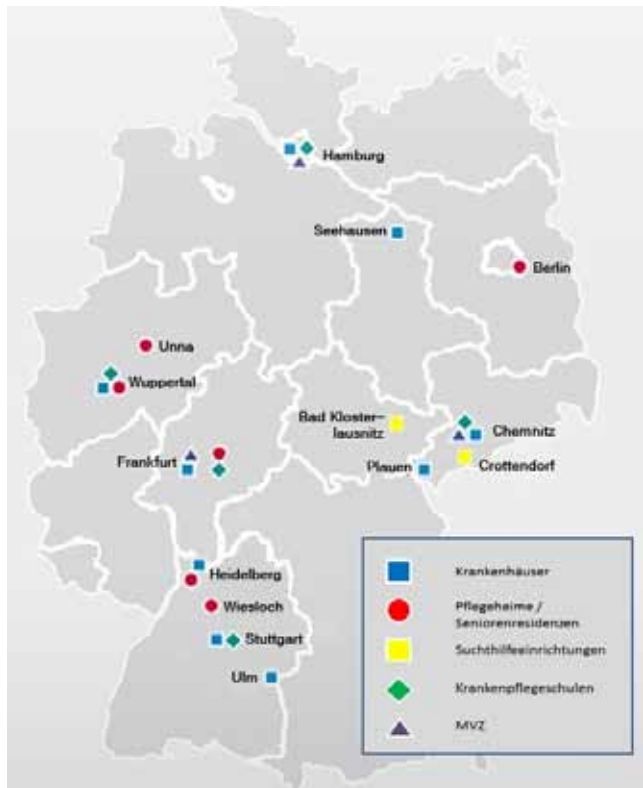 Hamburg
Seehausen
Berlin
Unna
Wuppertal
Bad Kloster–
lausnitz
Chemnitz
Frankfurt
Plauen
Crottendorf
Heidelberg
Wiesloch
Stuttgart
Ulm
Krankenhäuser
Pflegeheime /
Seniorenresidenzen
Suchthilfeeinrichtungen
Krankenpflegeschulen
MVZ